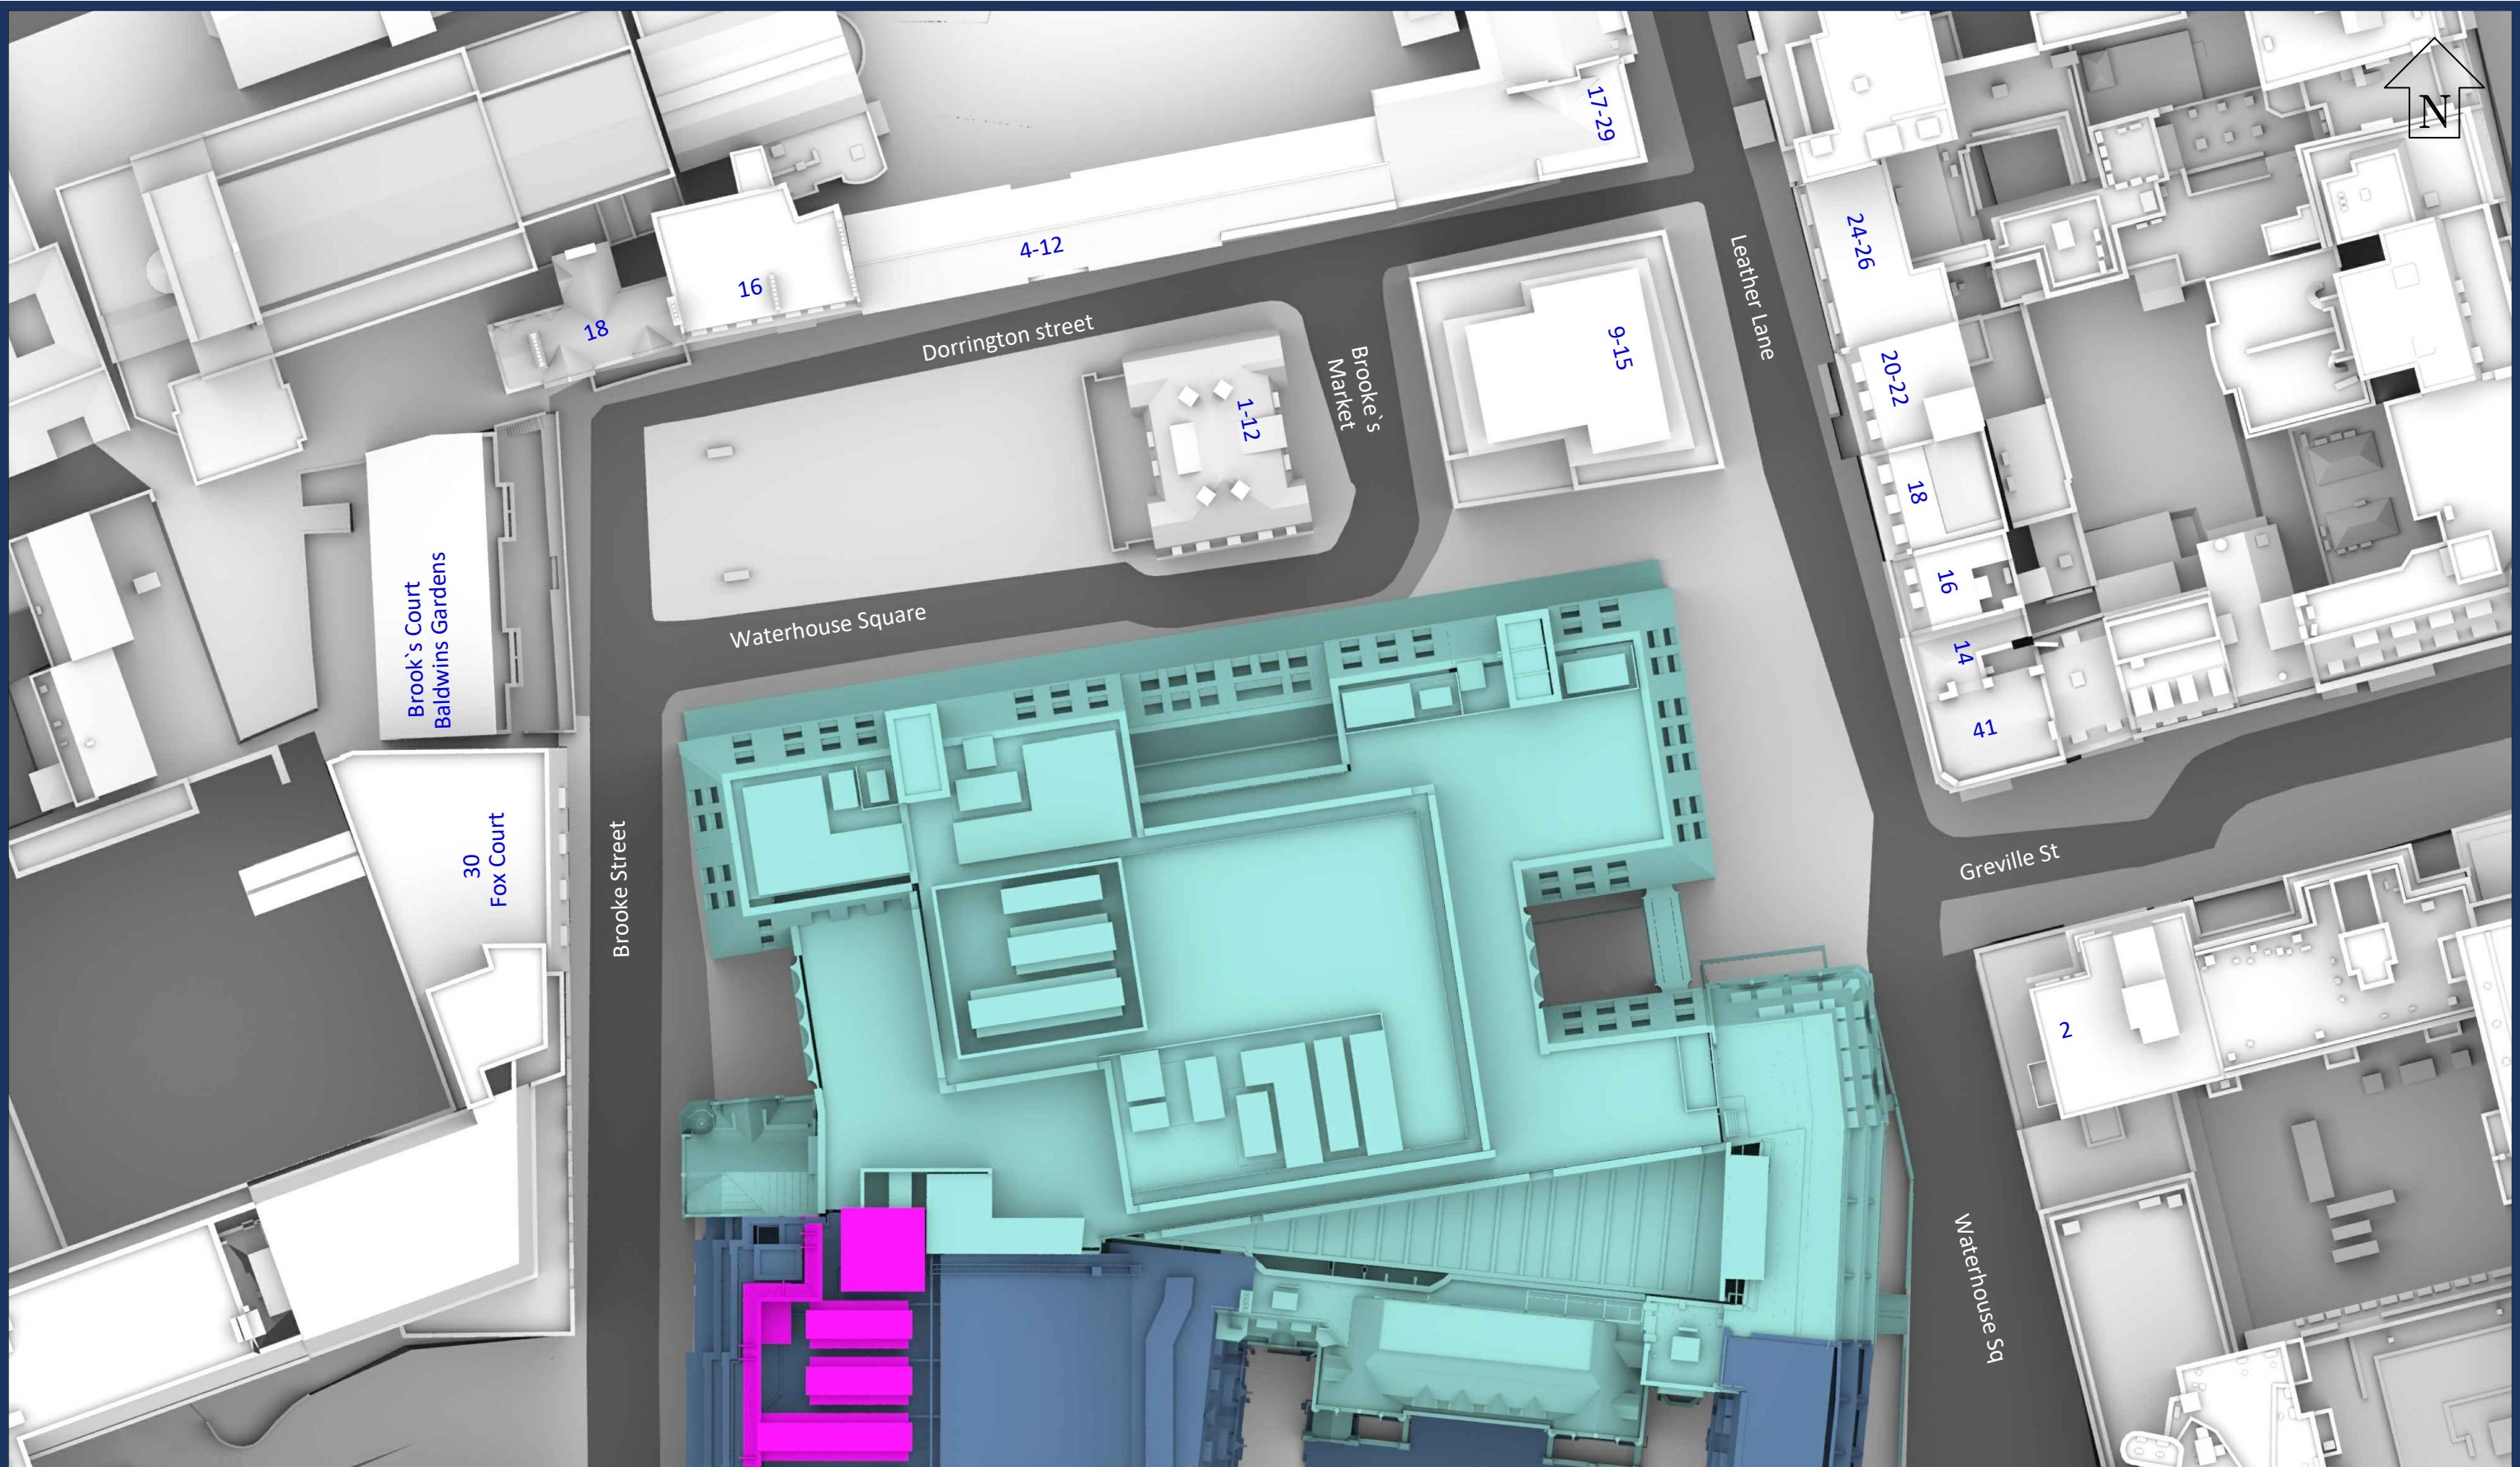 N
17-29
24-26
4-12
16
18
Dorrington street
Leather Lane
Brooke`s
Market
9-15
20-22
1-12
18
16
Brook`s Court
Baldwins Gardens
Waterhouse Square
14
41
30
Fox Court
Brooke Street
Greville St
2
Waterhouse Sq